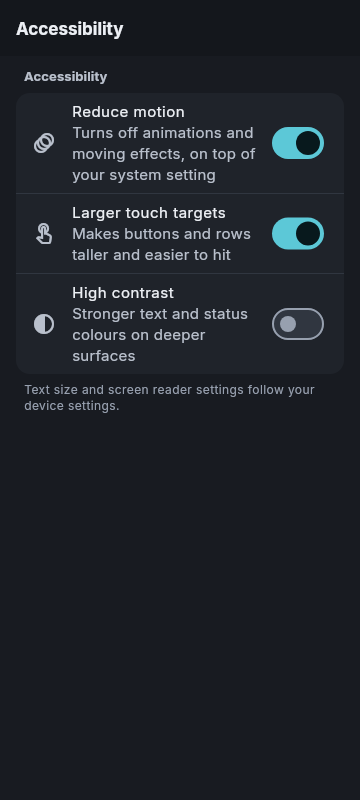 Accessibility
Accessibility
Reduce motion
Turns off animations and
moving effects, on top of
your system setting
Larger touch targets
Makes buttons and rows
taller and easier to hit
High contrast
Stronger text and status
colours on deeper
surfaces
Text size and screen reader settings follow your
device settings.